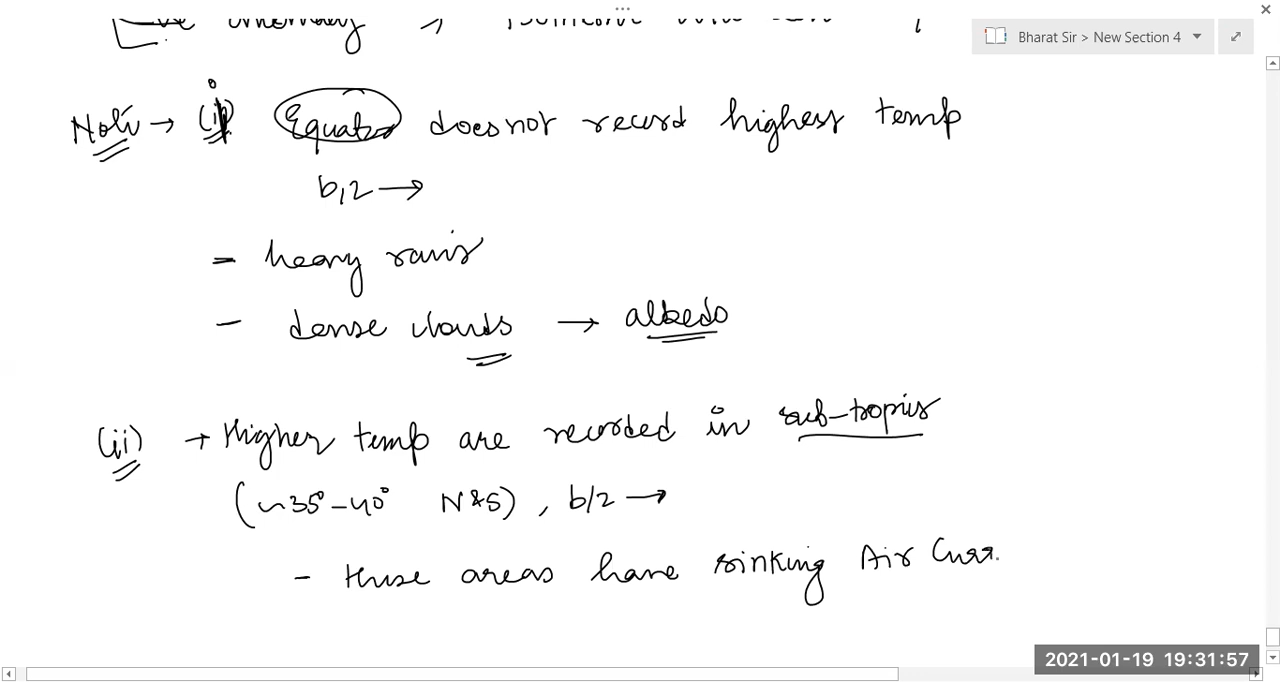 Bharat Sir > New Section 4
Note → (i) Equator does not record highest temp
b/z →
- heavy rains
- dense clouds → albedo
(ii) → Higher temp are recorded in sub-tropics
(~35° - 40° N & S), b/z →
- these areas have sinking Air Curr.
2021-01-19 19:31:57